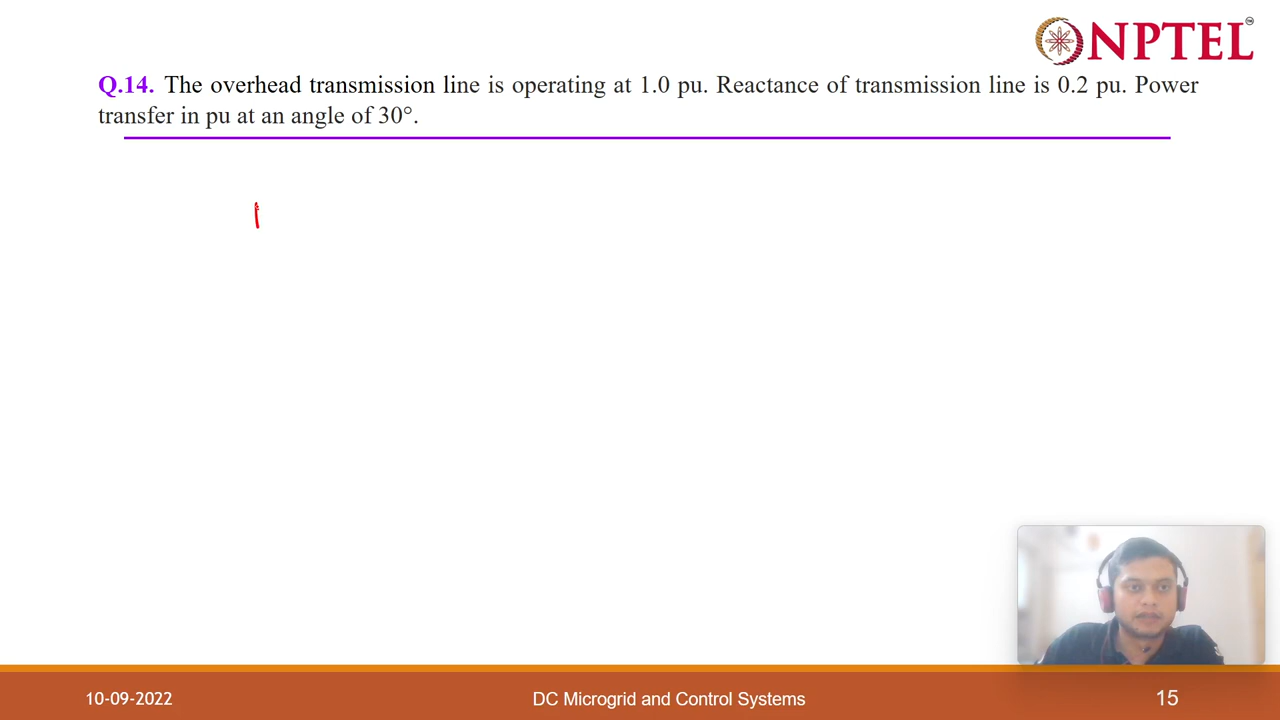 NPTEL
Q.14. The overhead transmission line is operating at 1.0 pu. Reactance of transmission line is 0.2 pu. Power
transfer in pu at an angle of 30°.
10-09-2022
DC Microgrid and Control Systems
15